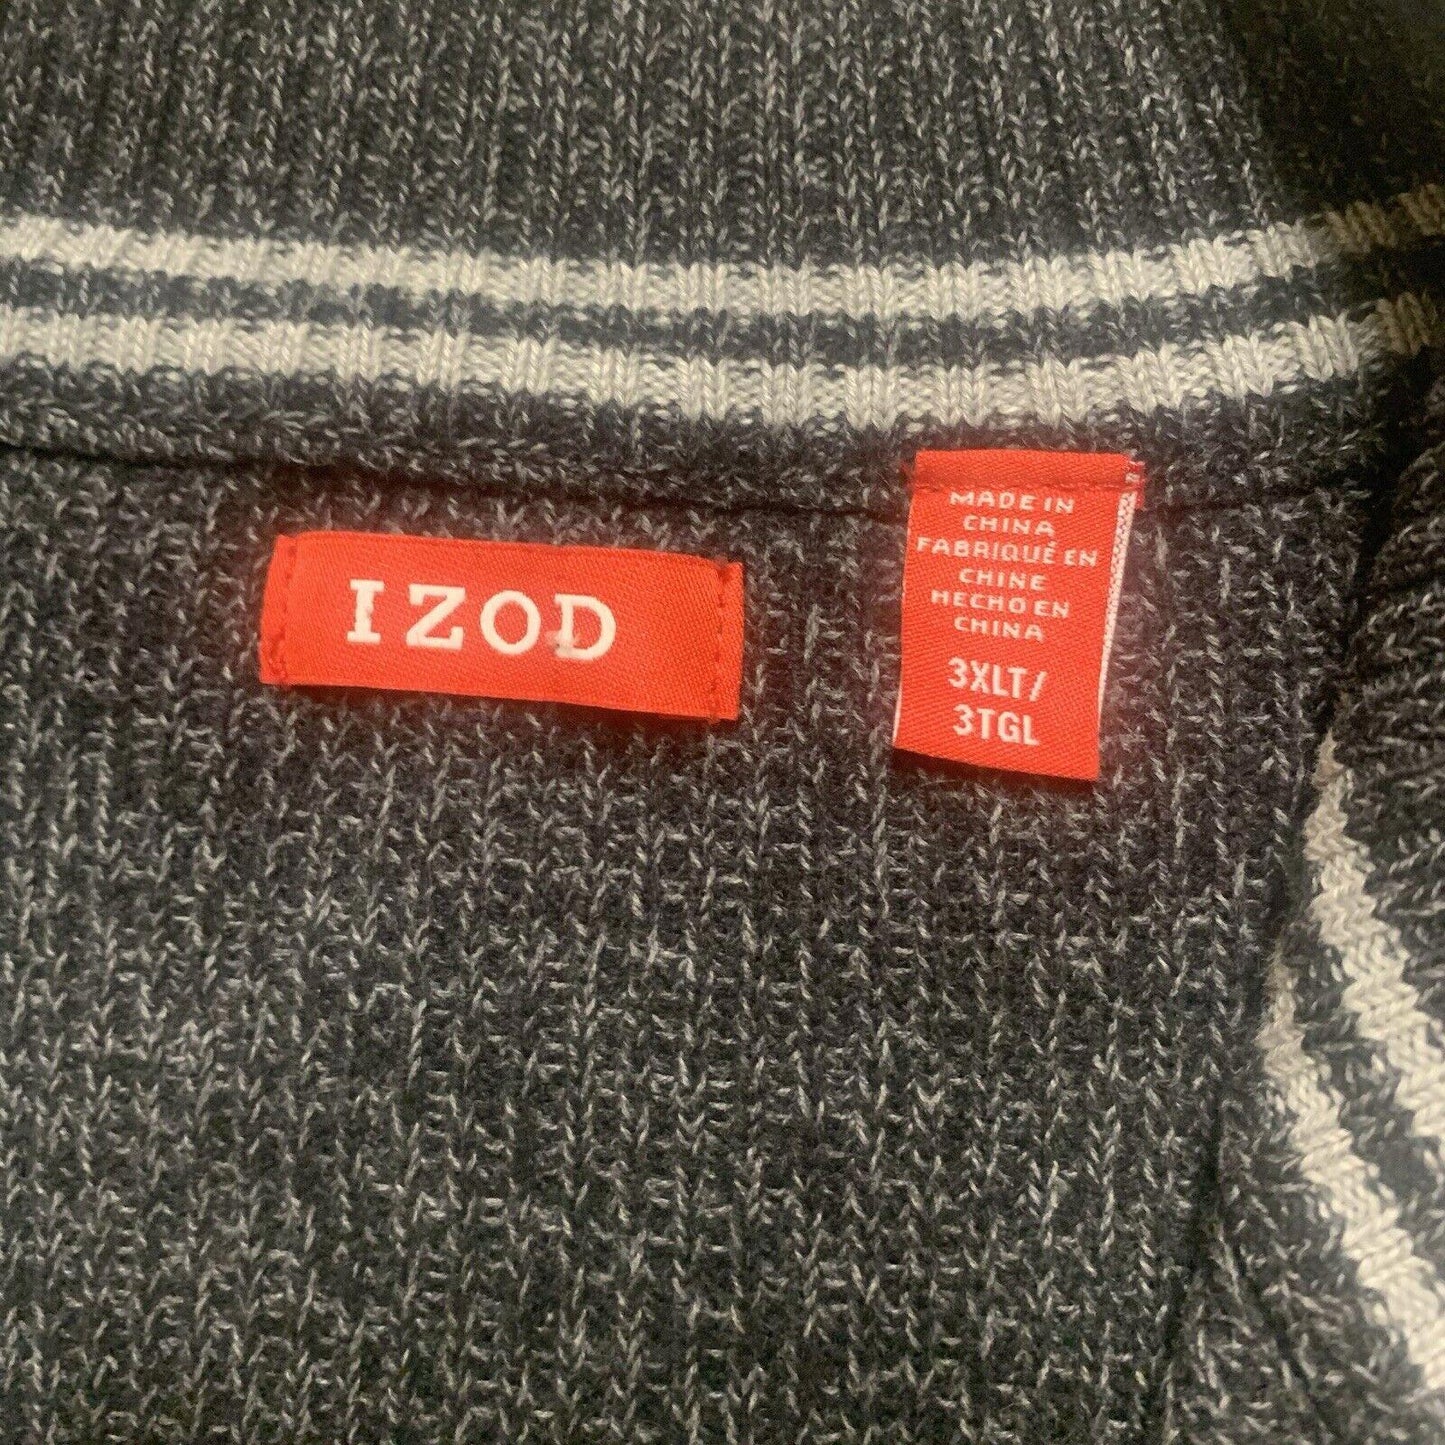 IZOD
MADE IN
CHINA
FABRIQUÉ EN
CHINE
HECHO EN
CHINA
3XLT/
3TGL